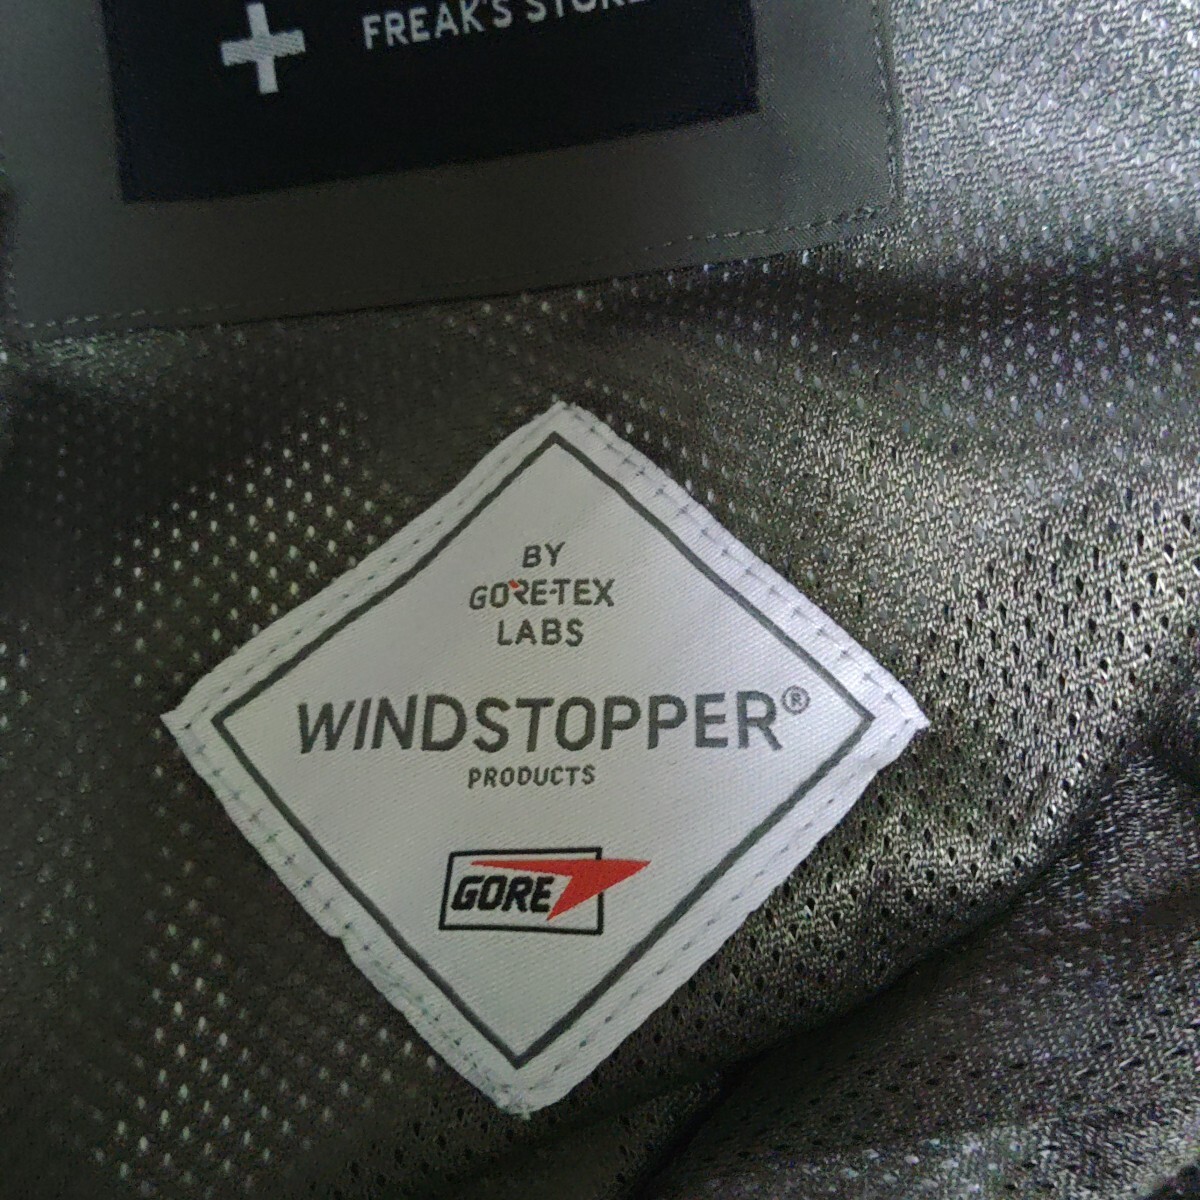 FREAK'S STORE
BY
GORE-TEX
LABS
WINDSTOPPER®
PRODUCTS
GORE